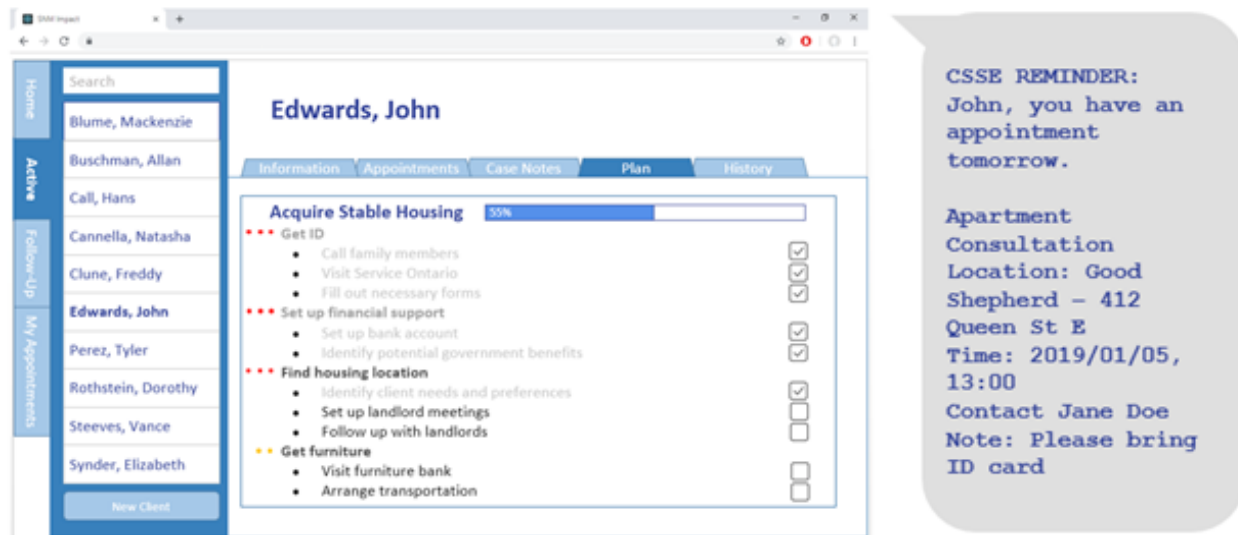 SNM Impact
Home
Active
Follow-Up
My Appointments
Search
Blume, Mackenzie
Buschman, Allan
Call, Hans
Cannella, Natasha
Clune, Freddy
Edwards, John
Perez, Tyler
Rothstein, Dorothy
Steeves, Vance
Synder, Elizabeth
New Client
Edwards, John
Information Appointments Case Notes Plan History
Acquire Stable Housing 55%
Get ID
Call family members
Visit Service Ontario
Fill out necessary forms
Set up financial support
Set up bank account
Identify potential government benefits
Find housing location
Identify client needs and preferences
Set up landlord meetings
Follow up with landlords
Get furniture
Visit furniture bank
Arrange transportation
CSSE REMINDER:
John, you have an
appointment
tomorrow.
Apartment
Consultation
Location: Good
Shepherd – 412
Queen St E
Time: 2019/01/05,
13:00
Contact Jane Doe
Note: Please bring
ID card